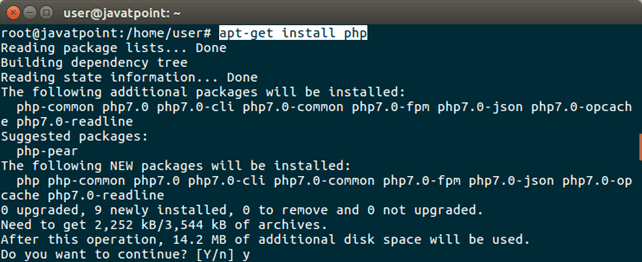 user@javatpoint: ~
root@javatpoint:/home/user# apt-get install php
Reading package lists... Done
Building dependency tree
Reading state information... Done
The following additional packages will be installed:
  php-common php7.0 php7.0-cli php7.0-common php7.0-fpm php7.0-json php7.0-opcach
e php7.0-readline
Suggested packages:
  php-pear
The following NEW packages will be installed:
  php php-common php7.0 php7.0-cli php7.0-common php7.0-fpm php7.0-json php7.0-op
cache php7.0-readline
0 upgraded, 9 newly installed, 0 to remove and 0 not upgraded.
Need to get 2,252 kB/3,544 kB of archives.
After this operation, 14.2 MB of additional disk space will be used.
Do you want to continue? [Y/n] y